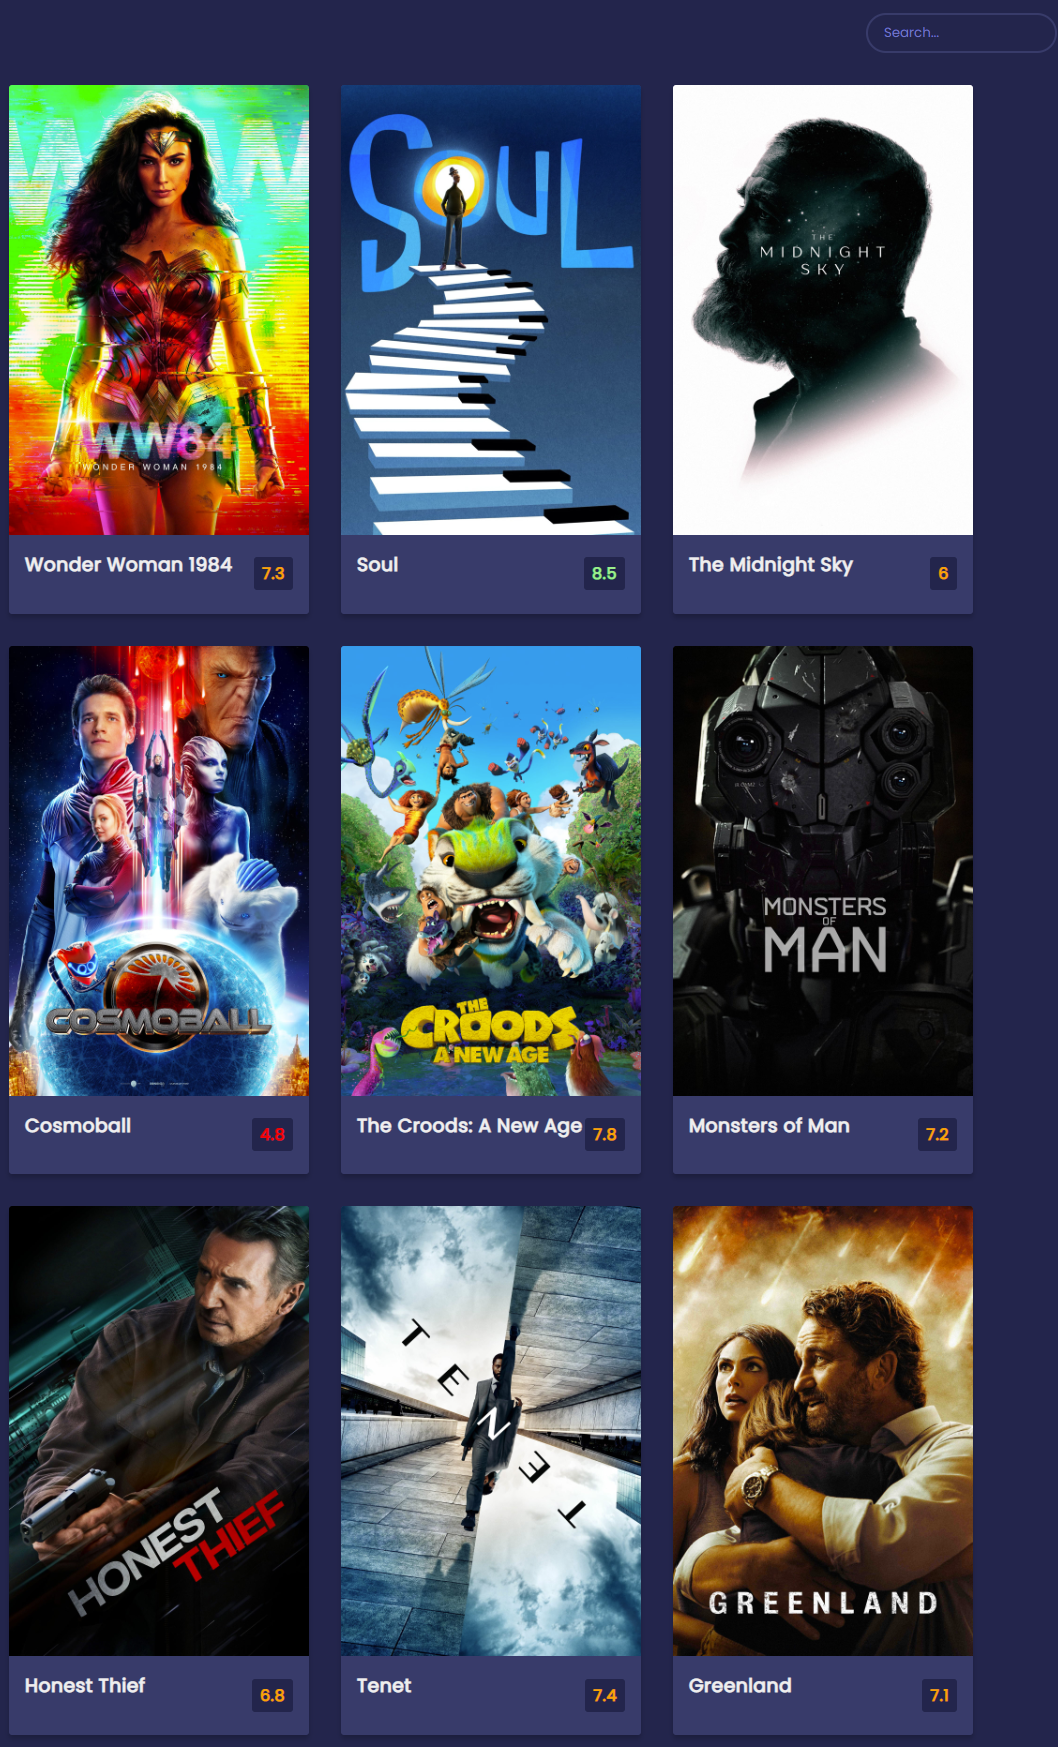 Search...
WW
SOUL
THE
MIDNIGHT
SKY
WW84
WONDER WOMAN 1984
Wonder Woman 1984
7.3
Soul
8.5
The Midnight Sky
6
COSMOBALL
THE
CROODS
A NEW AGE
MONSTERS
OF
MAN
Cosmoball
4.8
The Croods: A New Age
7.8
Monsters of Man
7.2
HONEST
THIEF
TENET
GREENLAND
Honest Thief
6.8
Tenet
7.4
Greenland
7.1